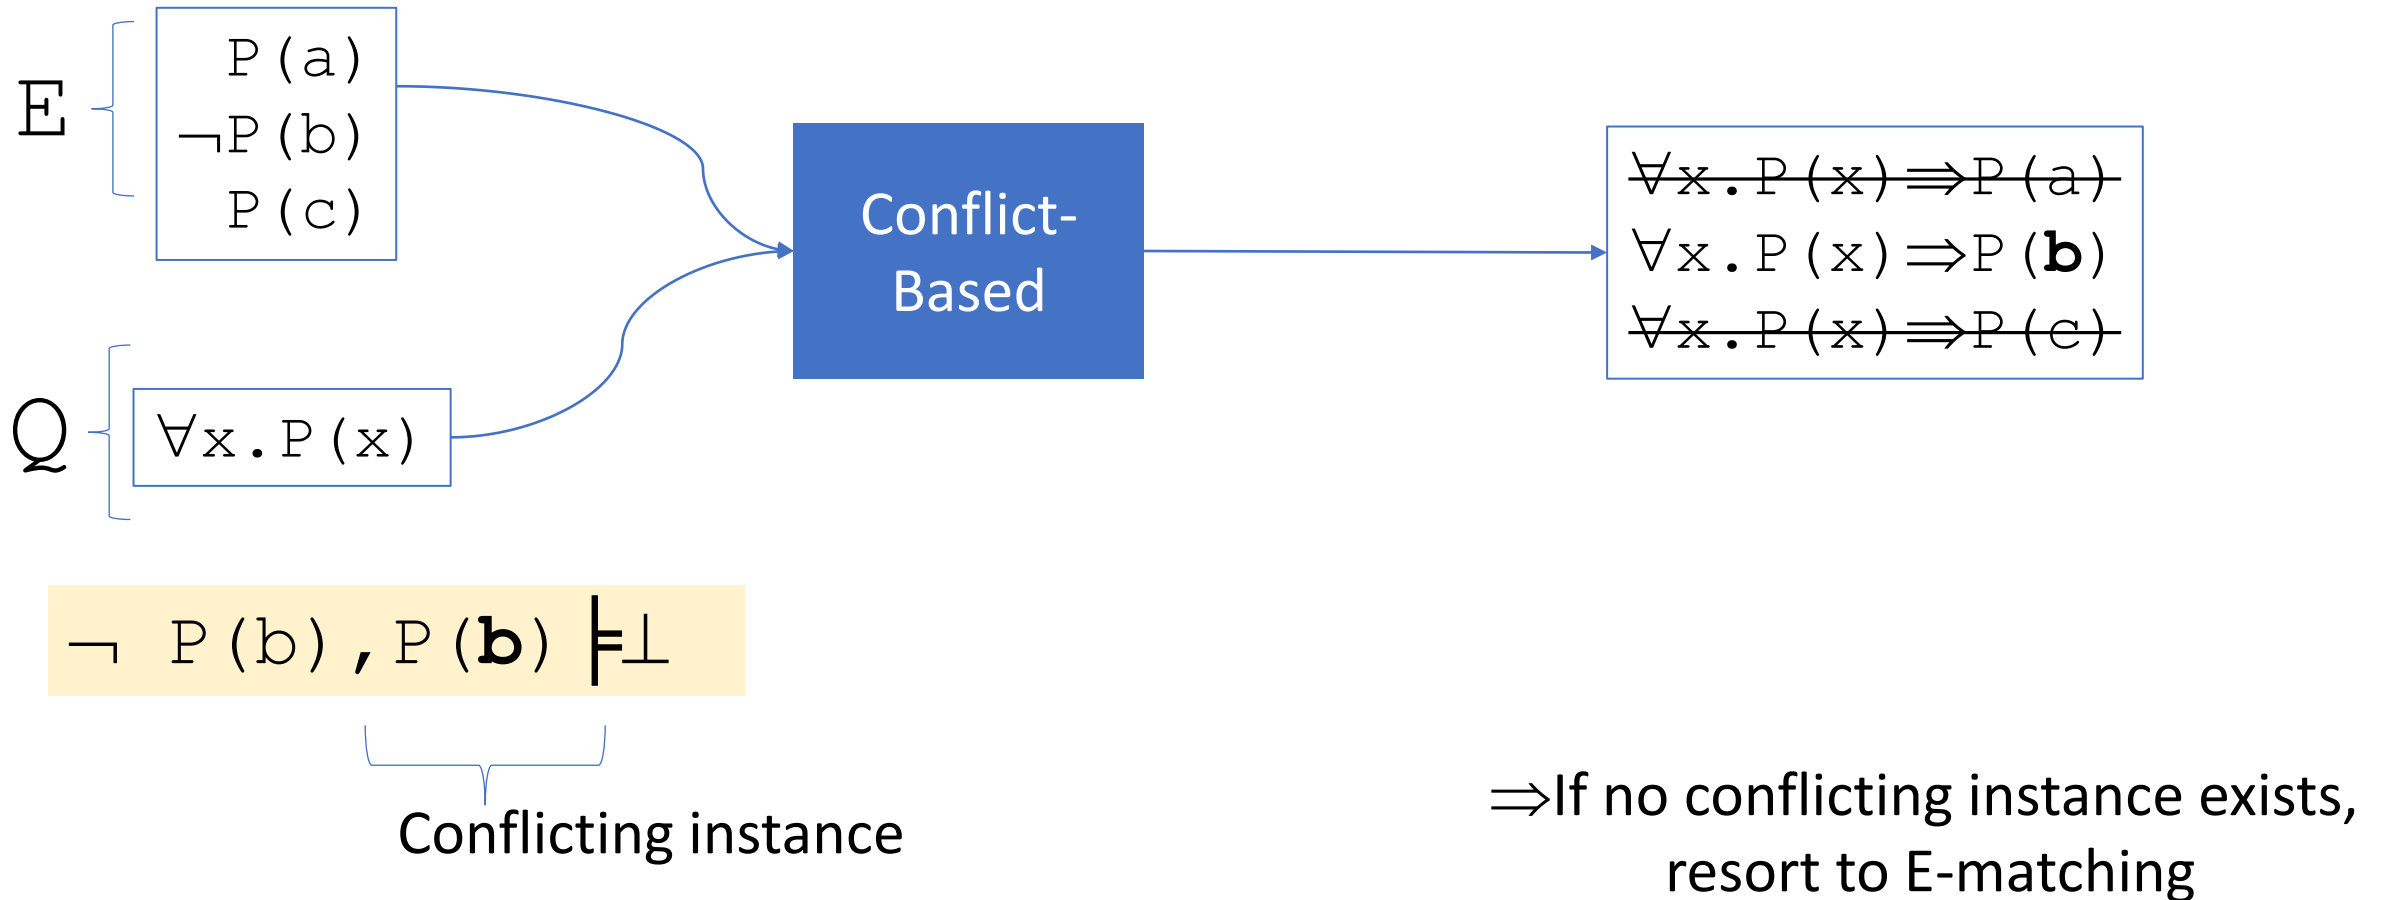 E
P(a)
¬P(b)
P(c)
Q
∀x.P(x)
Conflict-
Based
∀x.P(x)⇒P(a)
∀x.P(x)⇒P(b)
∀x.P(x)⇒P(c)
¬ P(b),P(b) ⊨⊥
Conflicting instance
⇒If no conflicting instance exists,
resort to E-matching